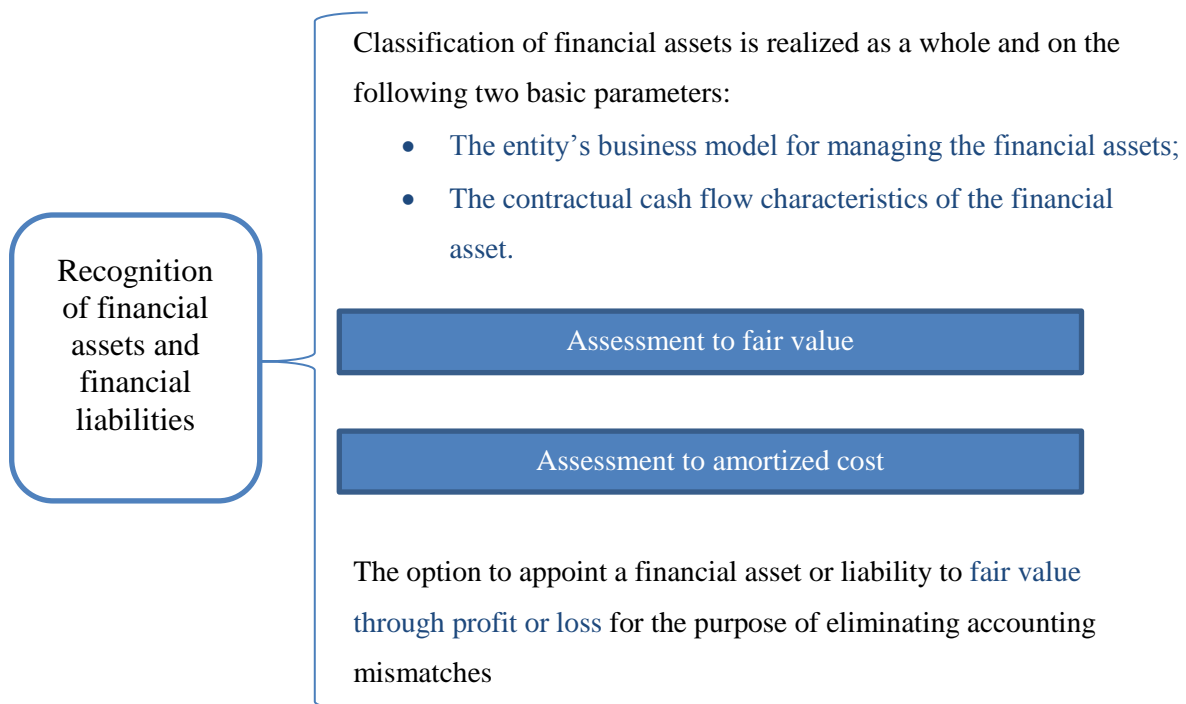 Recognition
of financial
assets and
financial
liabilities
Classification of financial assets is realized as a whole and on the
following two basic parameters:
• The entity’s business model for managing the financial assets;
• The contractual cash flow characteristics of the financial
asset.
Assessment to fair value
Assessment to amortized cost
The option to appoint a financial asset or liability to fair value
through profit or loss for the purpose of eliminating accounting
mismatches